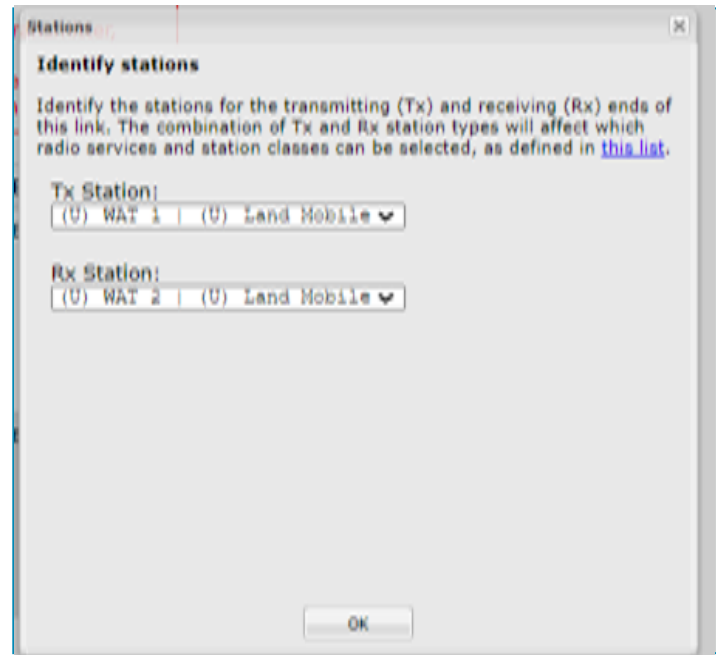 Stations
Identify stations
Identify the stations for the transmitting (Tx) and receiving (Rx) ends of
this link. The combination of Tx and Rx station types will affect which
radio services and station classes can be selected, as defined in this list.
Tx Station:
(U) WAT 1 | (U) Land Mobile
Rx Station:
(U) WAT 2 | (U) Land Mobile
OK